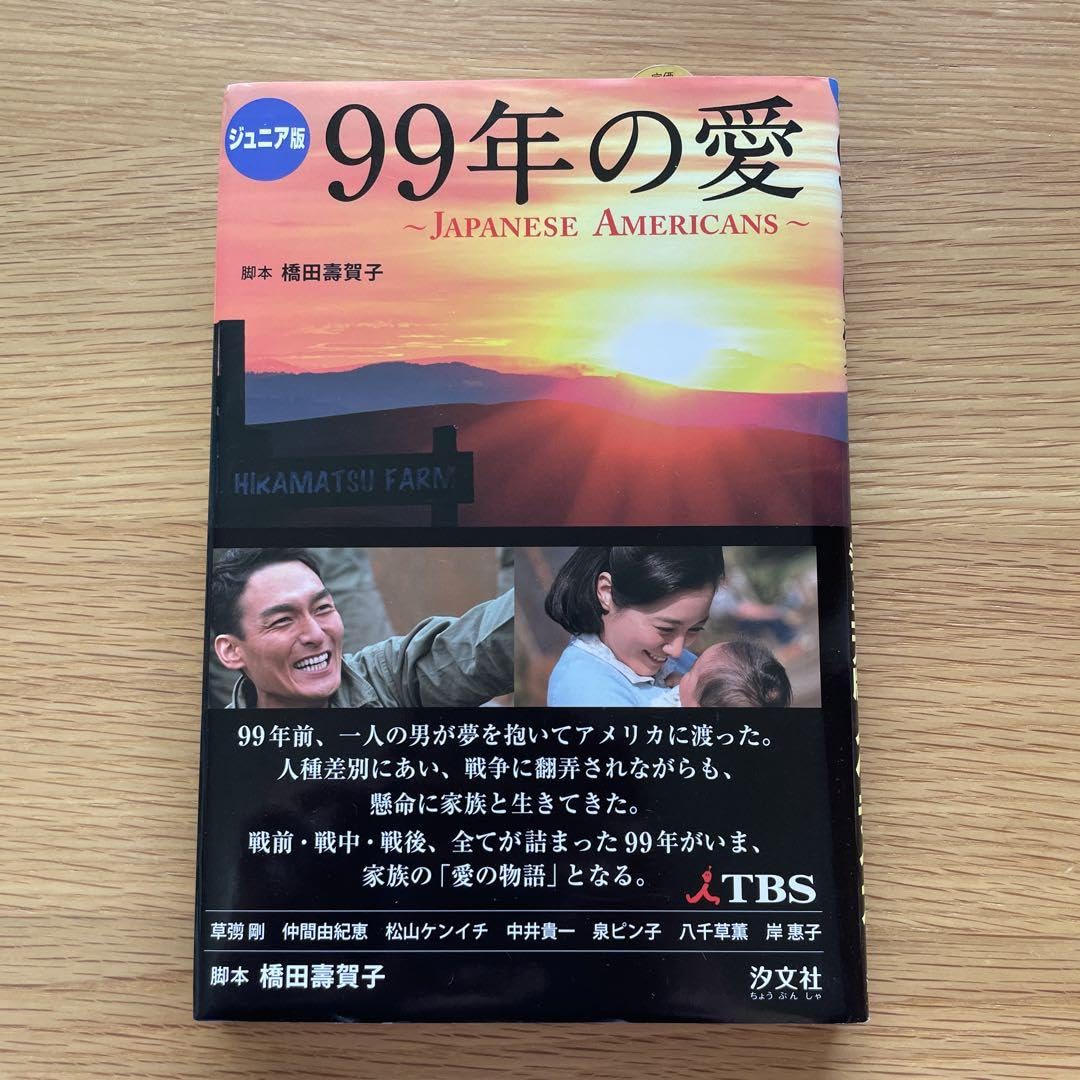 定価
ジュニア版
99年の愛
～JAPANESE AMERICANS～
脚本 橋田壽賀子
HIRAMATSU FARM
99年前、一人の男が夢を抱いてアメリカに渡った。
人種差別にあい、戦争に翻弄されながらも、
懸命に家族と生きてきた。
戦前・戦中・戦後、全てが詰まった99年がいま、
家族の「愛の物語」となる。
TBS
草彅 剛 仲間由紀恵 松山ケンイチ 中井貴一 泉ピン子 八千草薫 岸 惠子
脚本 橋田壽賀子
汐文社
ちょうぶんしゃ